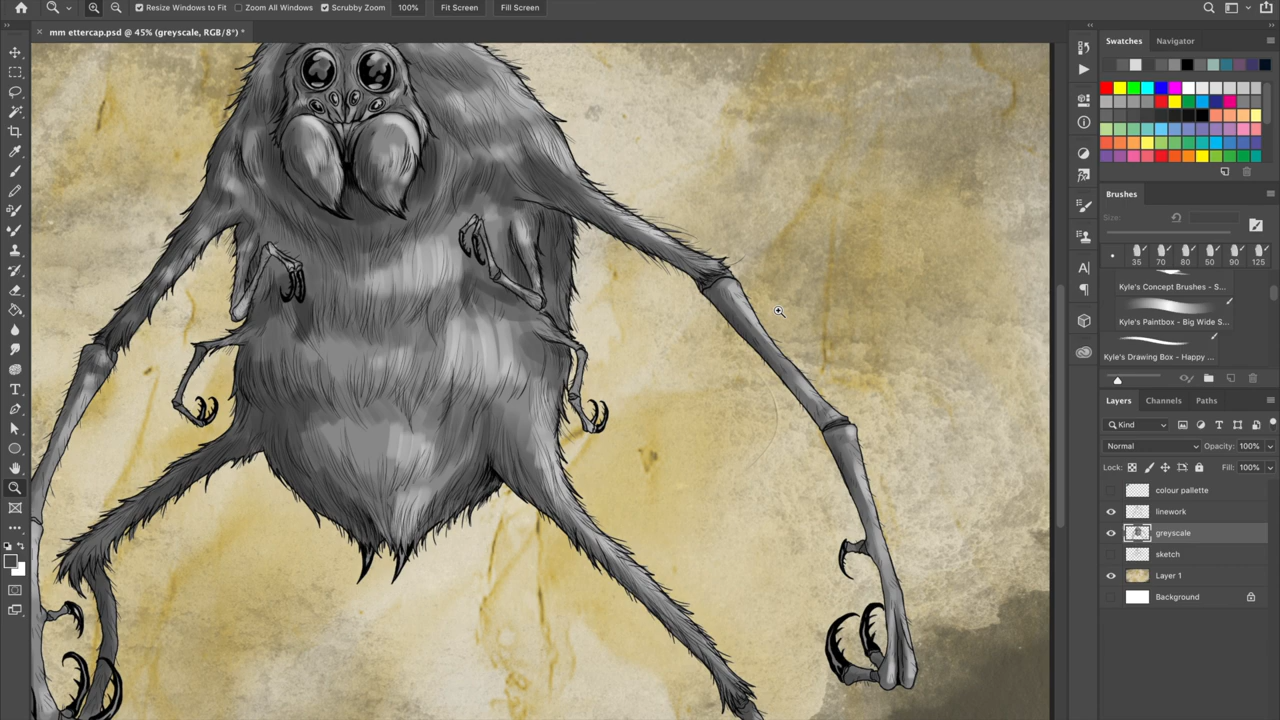 Resize Windows to Fit Zoom All Windows Scrubby Zoom 100% Fit Screen Fill Screen
mm ettercap.psd @ 45% (greyscale, RGB/8*) *
Swatches Navigator
Brushes
Size:
35 70 80 50 90 125
Kyle's Concept Brushes - S...
Kyle's Paintbox - Big Wide S...
Kyle's Drawing Box - Happy ...
Layers Channels Paths
Kind
Normal Opacity: 100%
Lock: Fill: 100%
colour pallette
linework
greyscale
sketch
Layer 1
Background